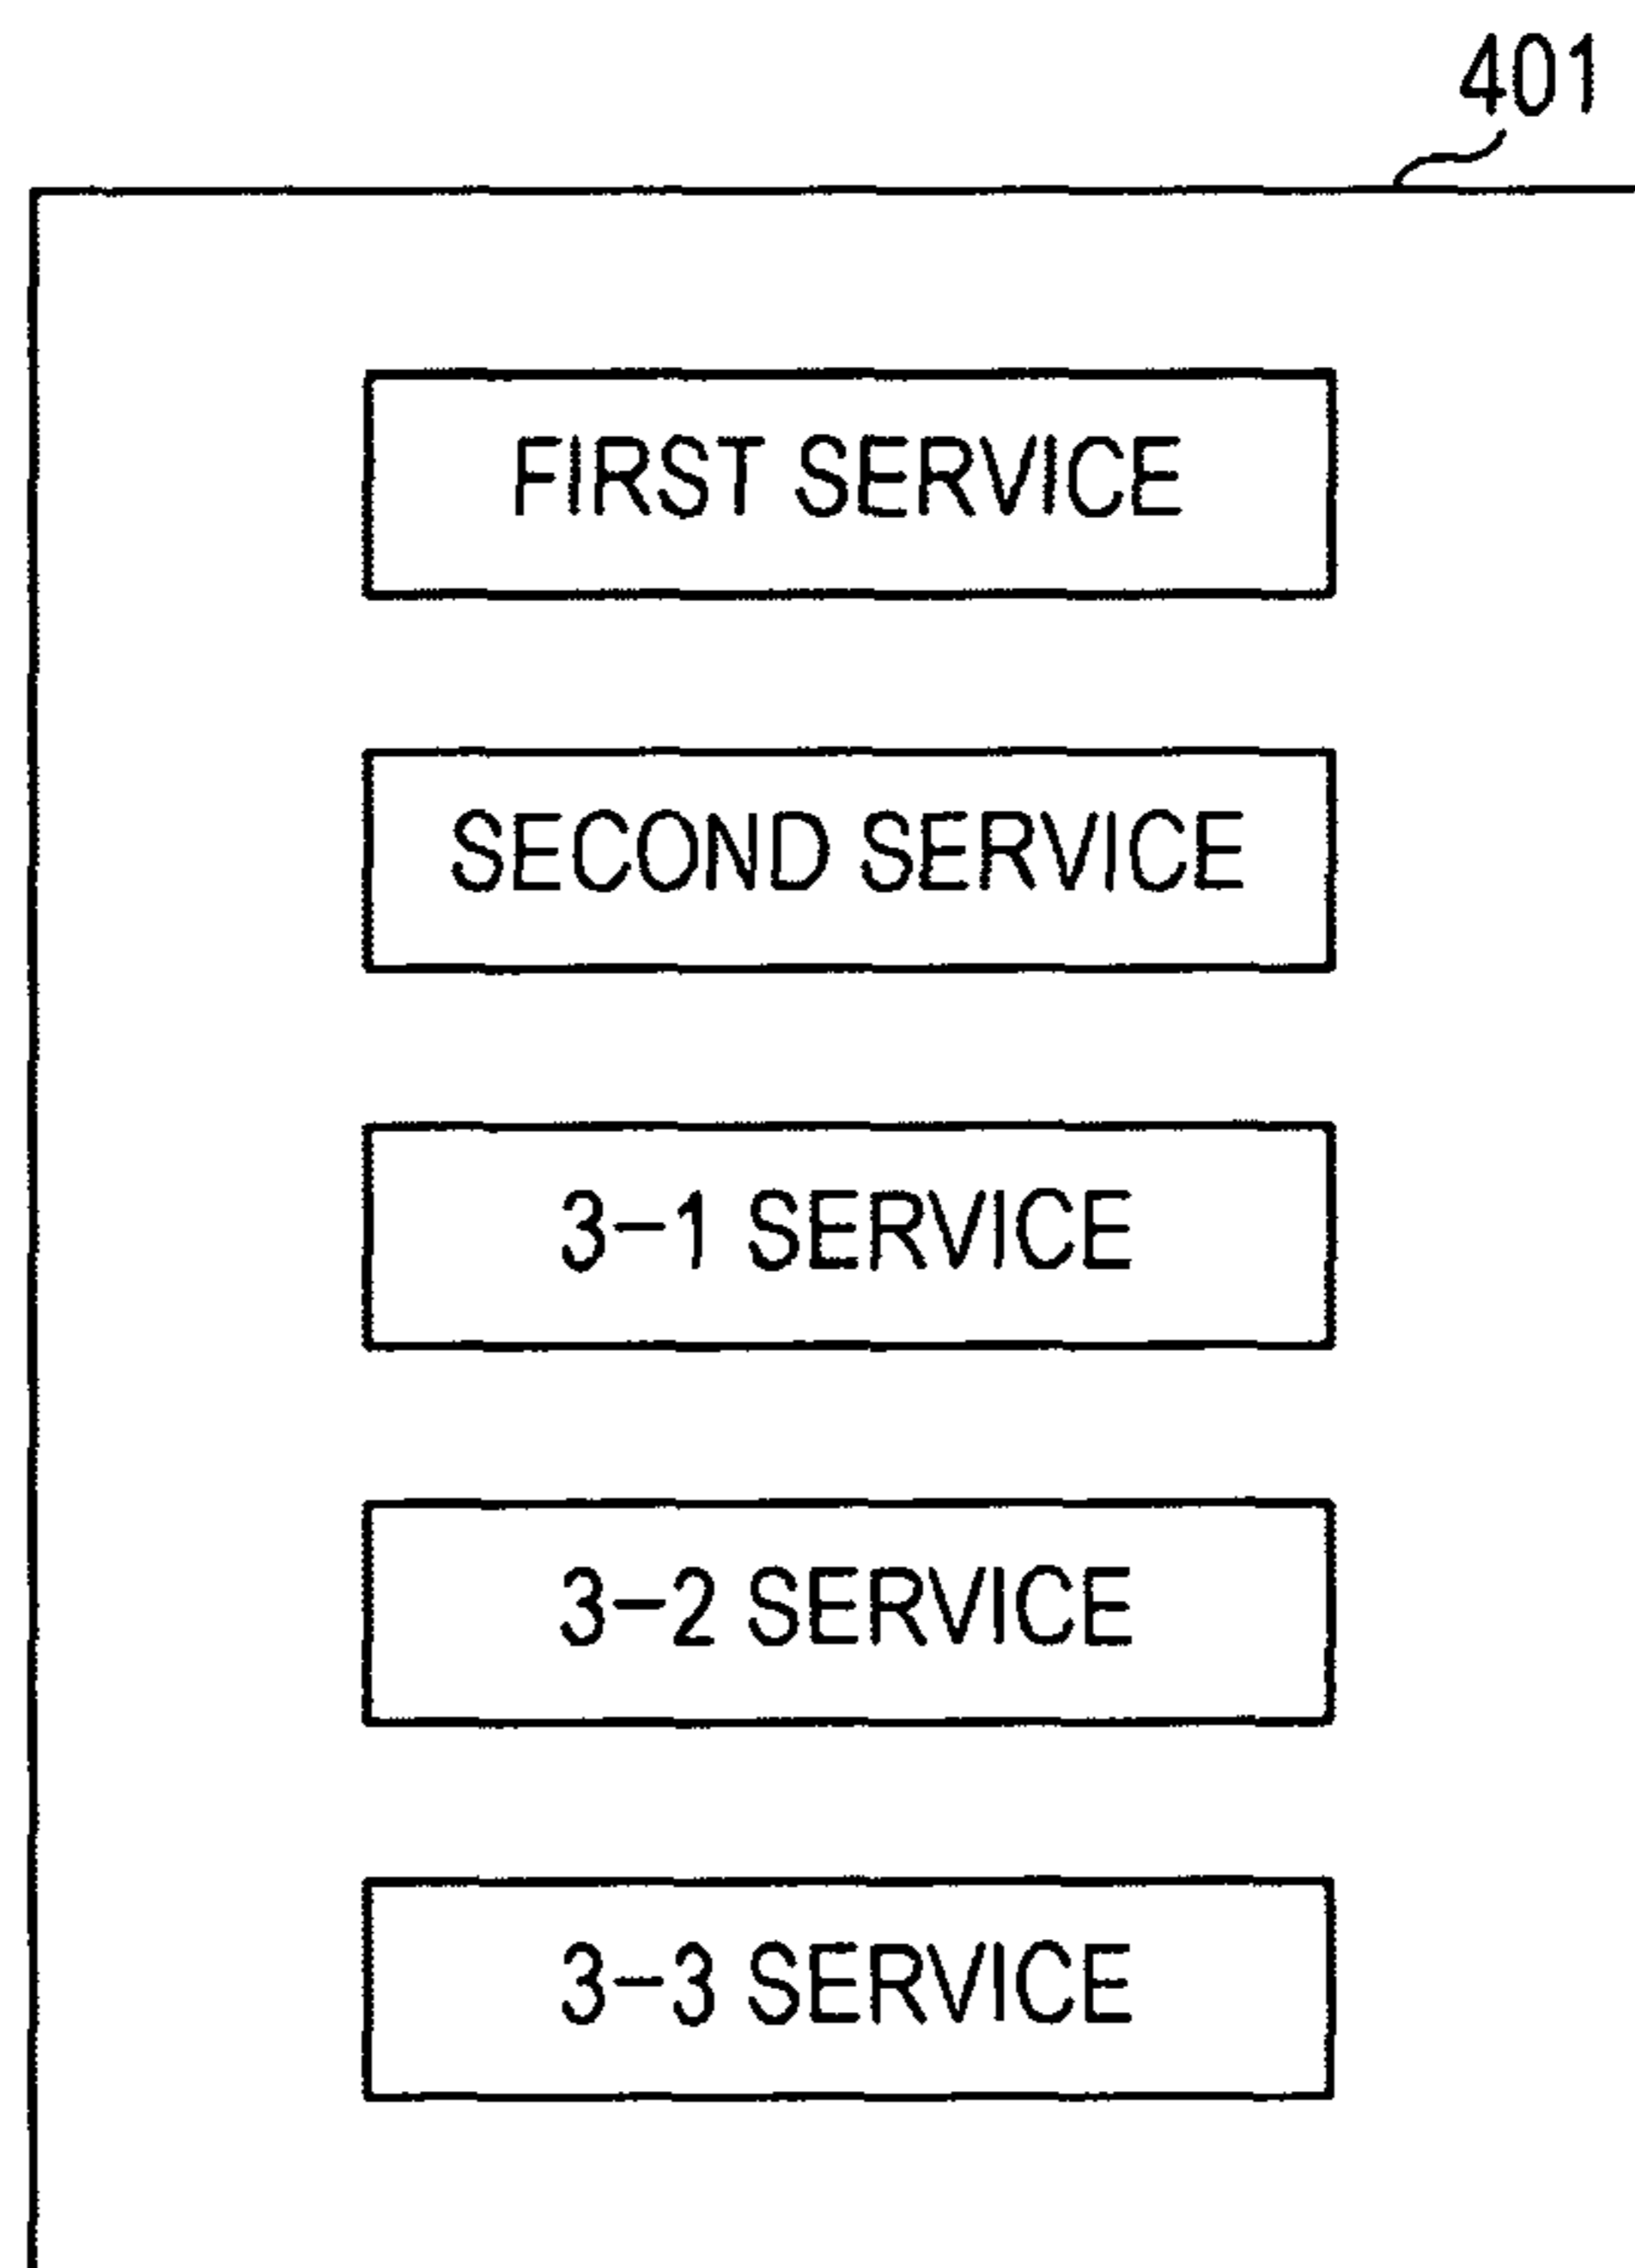 401
FIRST SERVICE
SECOND SERVICE
3-1 SERVICE
3-2 SERVICE
3-3 SERVICE